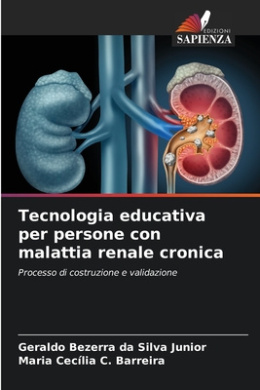 EDIZIONI
SAPIENZA
Tecnologia educativa
per persone con
malattia renale cronica
Processo di costruzione e validazione
Geraldo Bezerra da Silva Junior
Maria Cecília C. Barreira